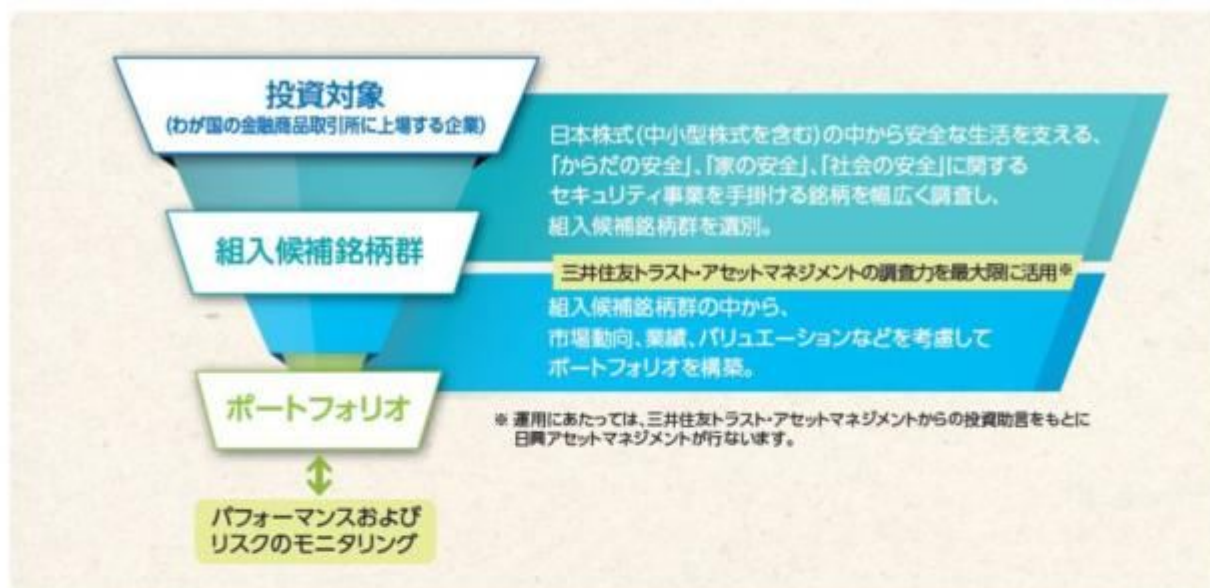 投資対象
(わが国の金融商品取引所に上場する企業)
日本株式(中小型株式を含む)の中から安全な生活を支える、
「からだの安全」、「家の安全」、「社会の安全」に関する
セキュリティ事業を手掛ける銘柄を幅広く調査し、
組入候補銘柄群を選別。
組入候補銘柄群
三井住友トラスト・アセットマネジメントの調査力を最大限に活用※
組入候補銘柄群の中から、
市場動向、業績、バリュエーションなどを考慮して
ポートフォリオを構築。
ポートフォリオ
※ 運用にあたっては、三井住友トラスト・アセットマネジメントからの投資助言をもとに
日興アセットマネジメントが行ないます。
パフォーマンスおよび
リスクのモニタリング